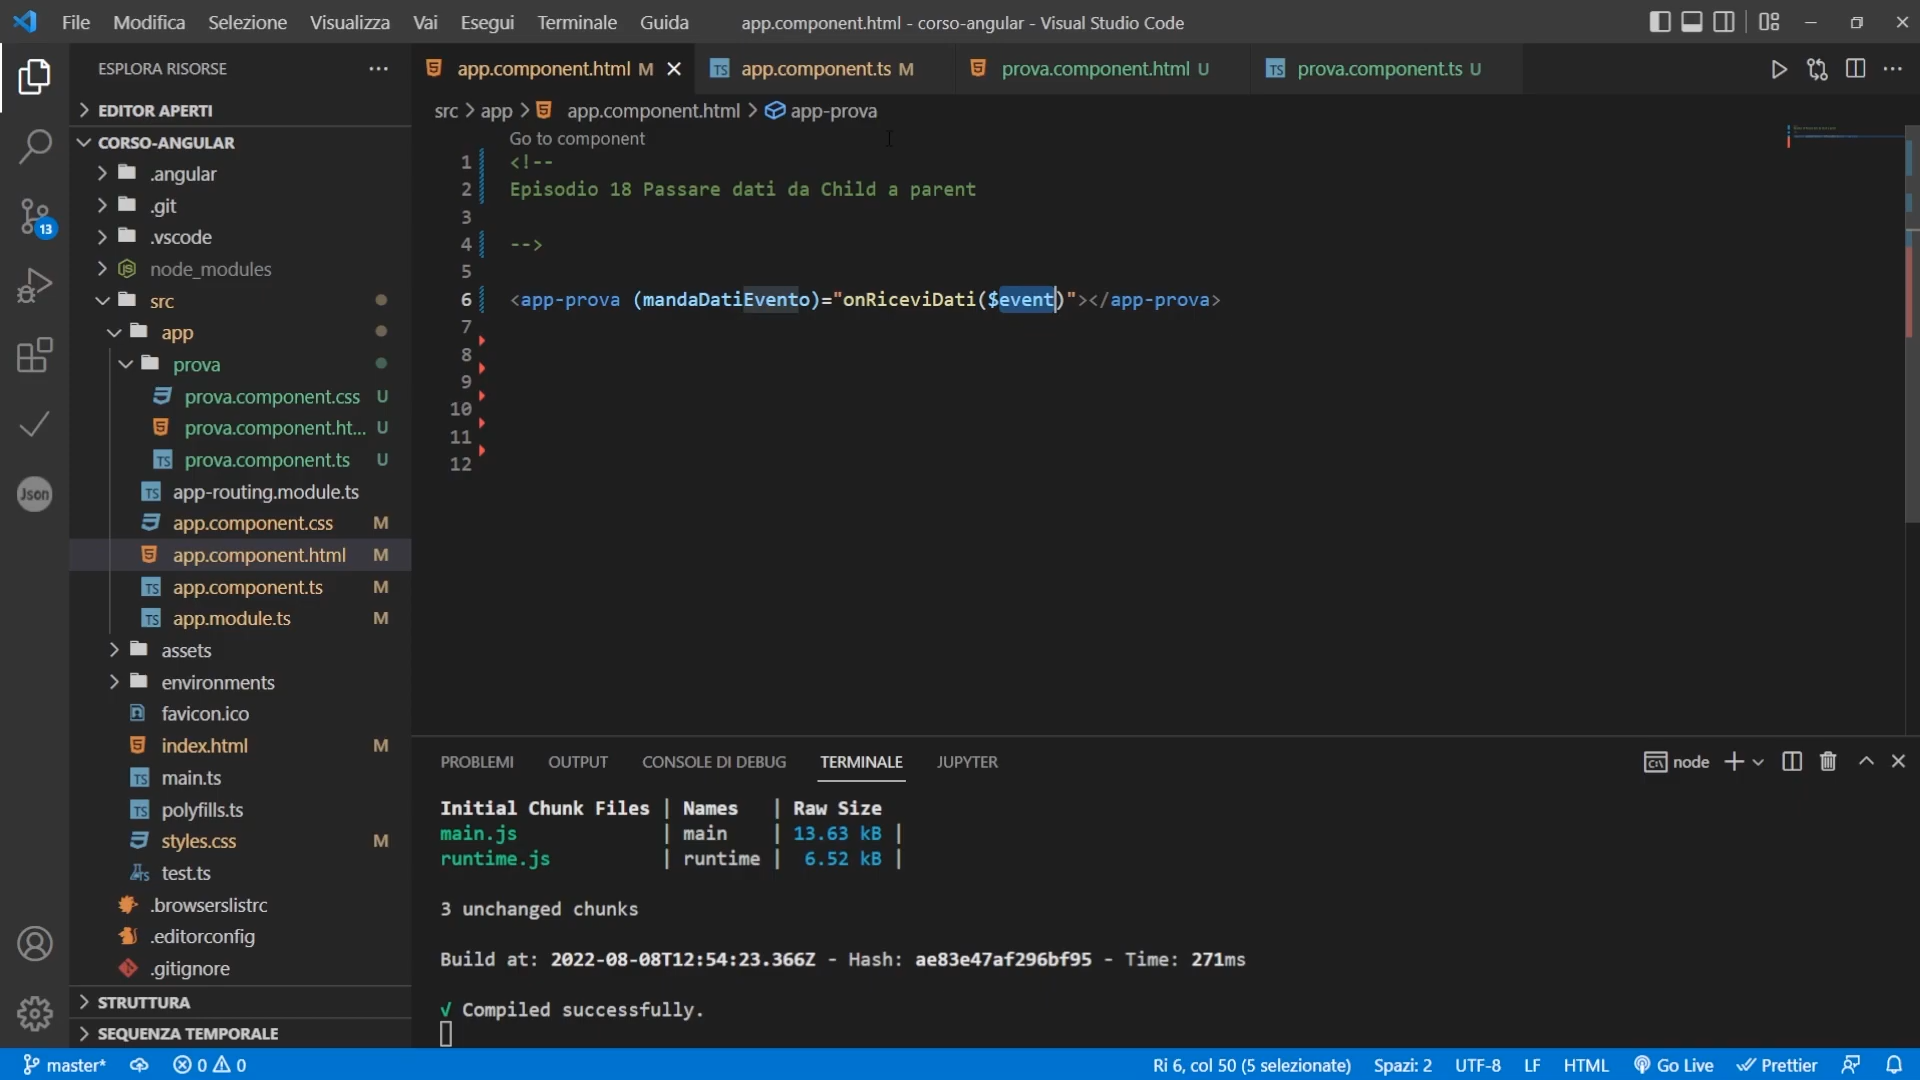 File Modifica Selezione Visualizza Vai Esegui Terminale Guida app.component.html - corso-angular - Visual Studio Code
ESPLORA RISORSE
EDITOR APERTI
CORSO-ANGULAR
.angular
.git
.vscode
node_modules
src
app
prova
prova.component.css U
prova.component.ht... U
prova.component.ts U
app-routing.module.ts
app.component.css M
app.component.html M
app.component.ts M
app.module.ts M
assets
environments
favicon.ico
index.html M
main.ts
polyfills.ts
styles.css M
test.ts
.browserslistrc
.editorconfig
.gitignore
STRUTTURA
SEQUENZA TEMPORALE
13
Json
app.component.html M app.component.ts M prova.component.html U prova.component.ts U
src > app > app.component.html > app-prova
Go to component
1 <!--
2 Episodio 18 Passare dati da Child a parent
3
4 -->
5
6 <app-prova (mandaDatiEvento)="onRiceviDati($event)"></app-prova>
7
8
9
10
11
12
PROBLEMI OUTPUT CONSOLE DI DEBUG TERMINALE JUPYTER node
Initial Chunk Files | Names | Raw Size
main.js | main | 13.63 kB |
runtime.js | runtime | 6.52 kB |
3 unchanged chunks
Build at: 2022-08-08T12:54:23.366Z - Hash: ae83e47af296bf95 - Time: 271ms
√ Compiled successfully.
master* 0 0 Ri 6, col 50 (5 selezionate) Spazi: 2 UTF-8 LF HTML Go Live Prettier